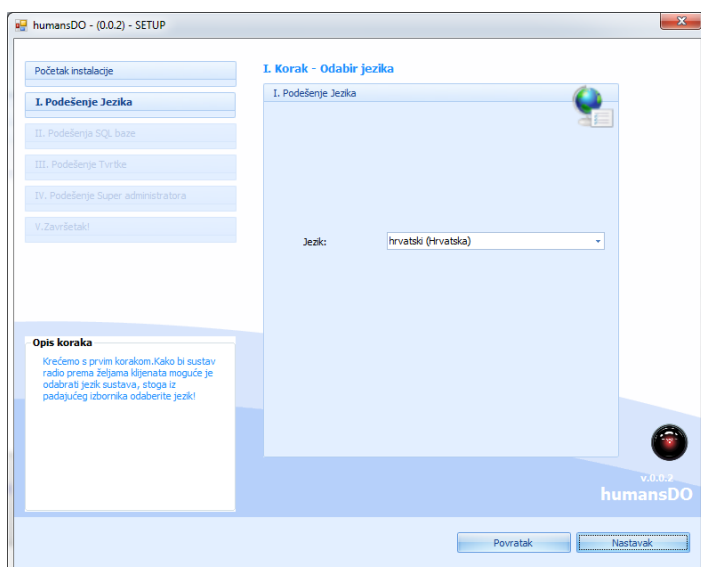 humansDO - (0.0.2) - SETUP
Početak instalacije
I. Podešenje Jezika
II. Podešenja SQL baze
III. Podešenje Tvrtke
IV. Podešenje Super administratora
V.Završetak!
I. Korak - Odabir jezika
I. Podešenje Jezika
Jezik:
hrvatski (Hrvatska)
Opis koraka
Krećemo s prvim korakom.Kako bi sustav
radio prema željama klijenata moguće je
odabrati jezik sustava, stoga iz
padajućeg izbornika odaberite jezik!
v.0.0.2
humansDO
Povratak
Nastavak